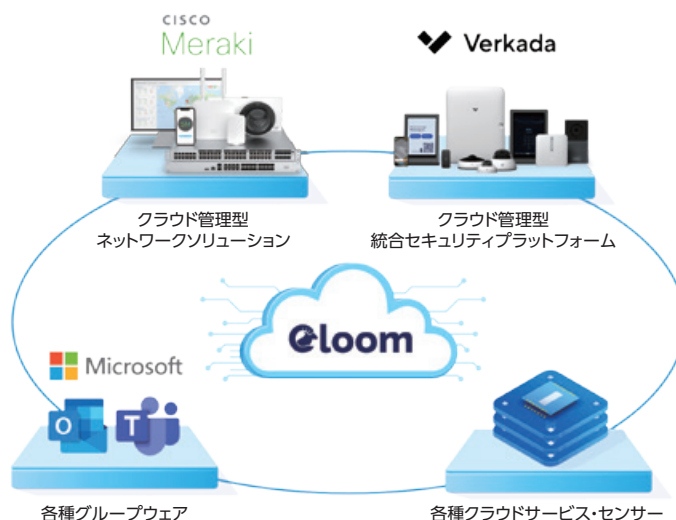 CISCO
Meraki
Verkada
クラウド管理型
ネットワークソリューション
クラウド管理型
統合セキュリティプラットフォーム
eloom
Microsoft
O
T
各種グループウェア
各種クラウドサービス・センサー